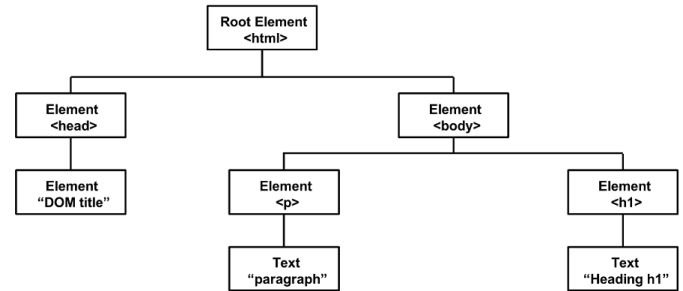 Root Element
<html>
Element
<head>
Element
<body>
Element
“DOM title”
Element
<p>
Element
<h1>
Text
“paragraph”
Text
“Heading h1”